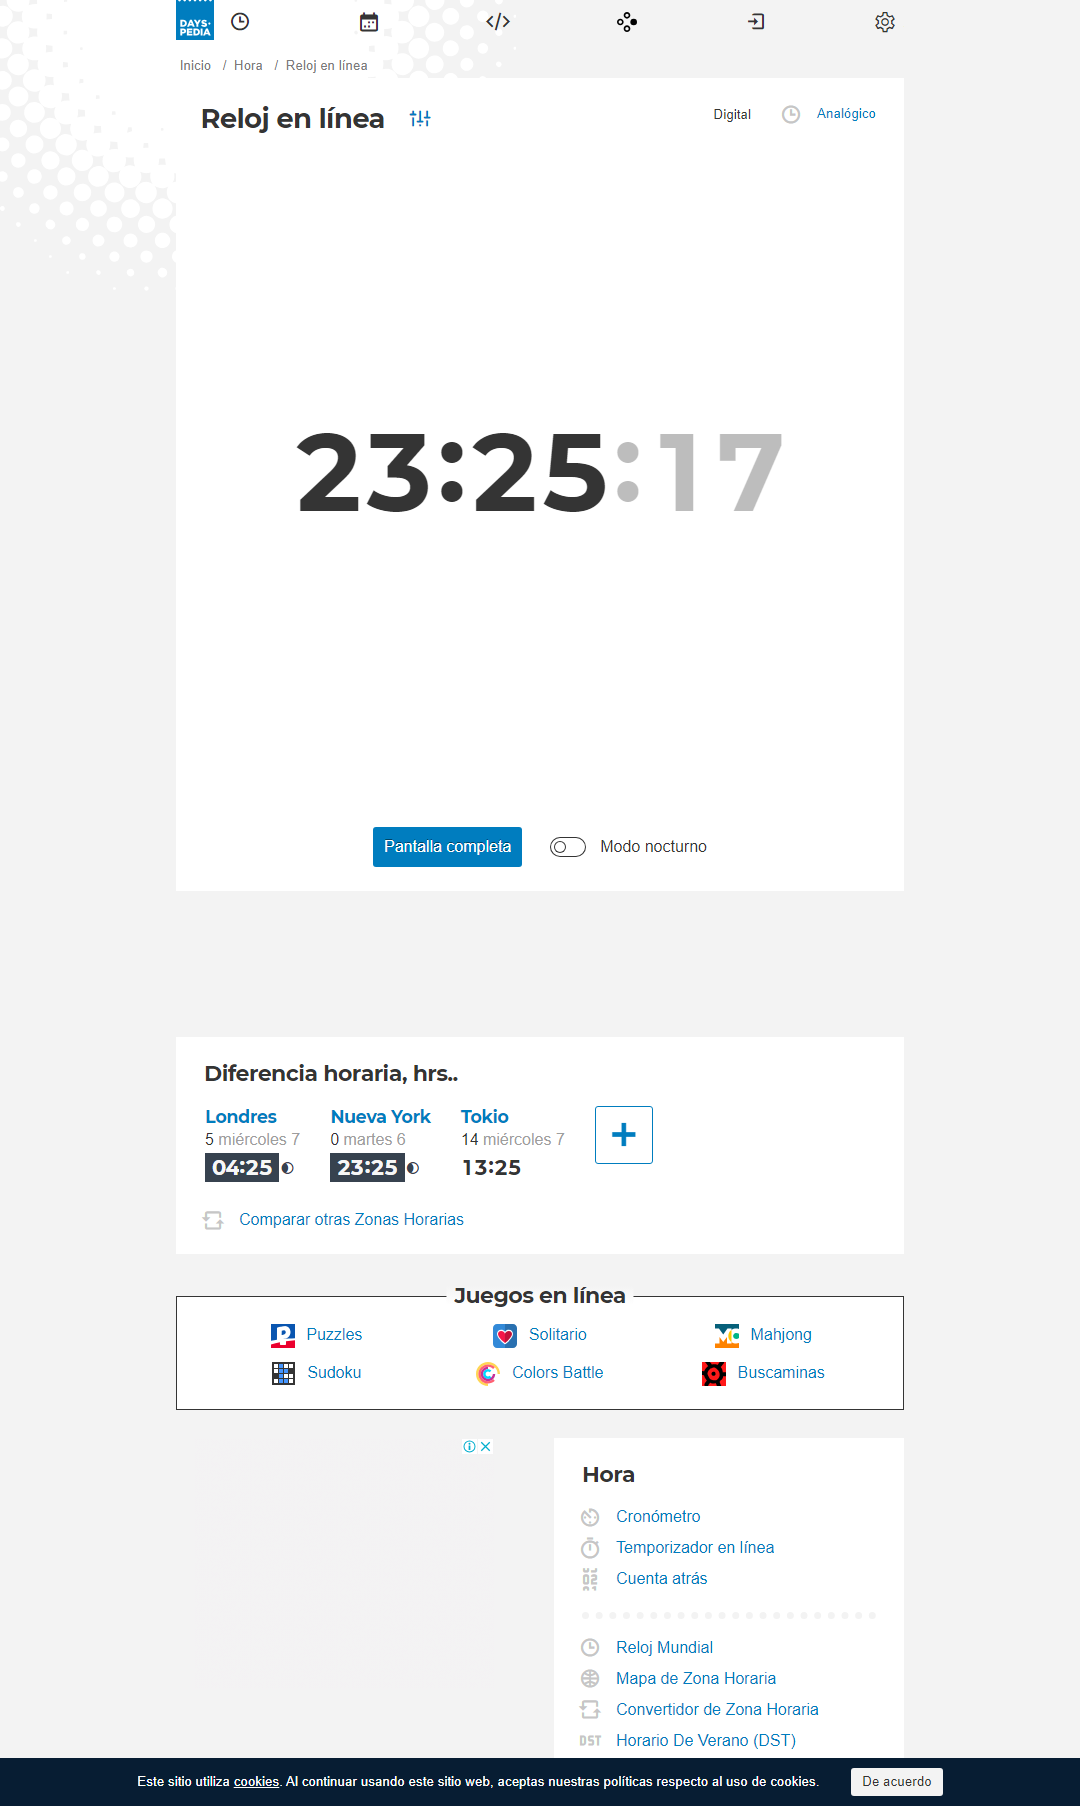 DAYS·
PEDIA
Inicio / Hora / Reloj en línea
Reloj en línea
Digital
Analógico
23:25:17
Pantalla completa
Modo nocturno
Diferencia horaria, hrs..
Londres
5 miércoles 7
04:25
Nueva York
0 martes 6
23:25
Tokio
14 miércoles 7
13:25
Comparar otras Zonas Horarias
Juegos en línea
Puzzles
Solitario
Mahjong
Sudoku
Colors Battle
Buscaminas
Hora
Cronómetro
Temporizador en línea
02
Cuenta atrás
Reloj Mundial
Mapa de Zona Horaria
Convertidor de Zona Horaria
DST
Horario De Verano (DST)
Este sitio utiliza cookies. Al continuar usando este sitio web, aceptas nuestras políticas respecto al uso de cookies.
De acuerdo